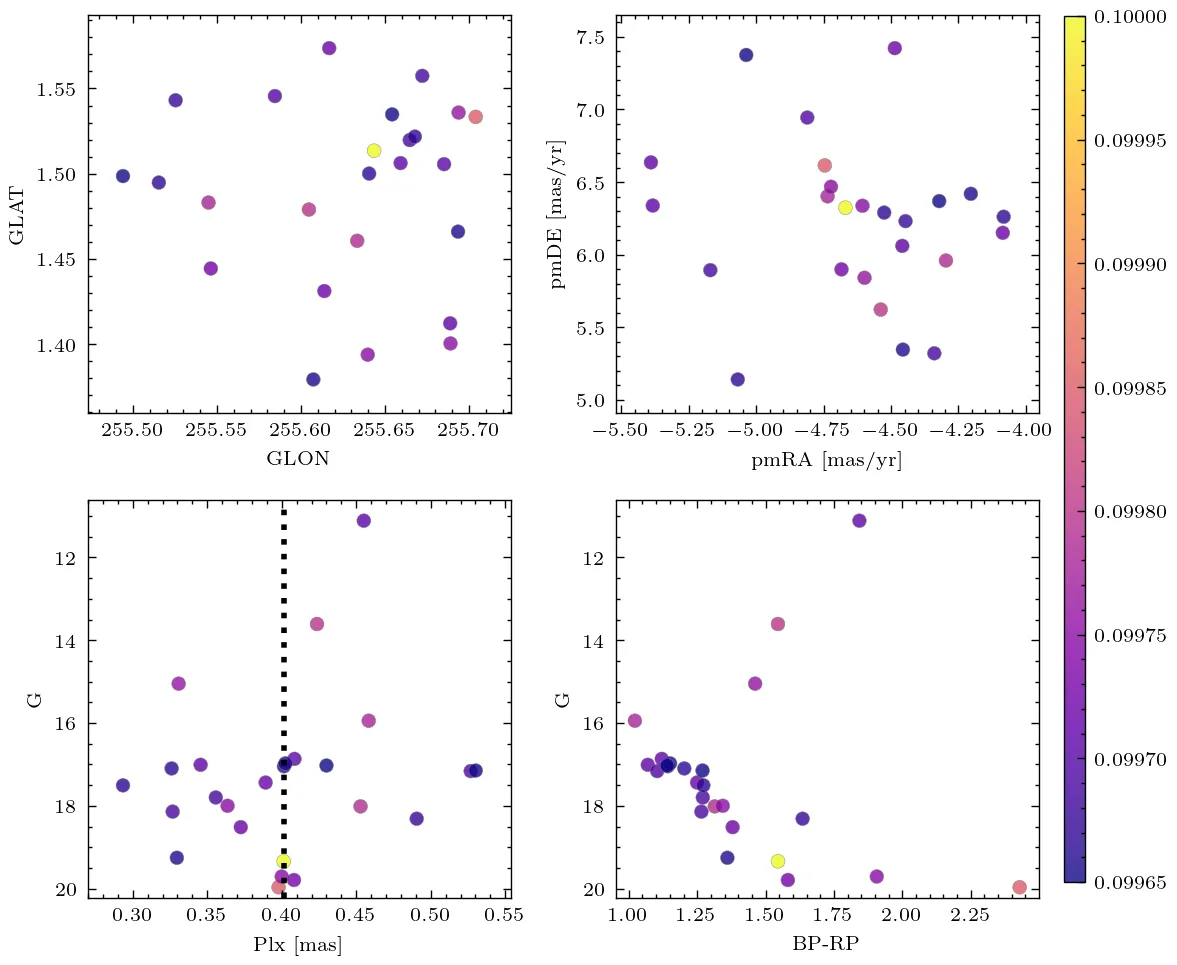 1.55
1.50
1.45
1.40
GLAT
255.50 255.55 255.60 255.65 255.70
GLON
7.5
7.0
6.5
6.0
5.5
5.0
pmDE [mas/yr]
−5.50 −5.25 −5.00 −4.75 −4.50 −4.25 −4.00
pmRA [mas/yr]
12
14
16
18
20
G
0.30 0.35 0.40 0.45 0.50 0.55
Plx [mas]
12
14
16
18
20
G
1.00 1.25 1.50 1.75 2.00 2.25
BP-RP
0.10000
0.09995
0.09990
0.09985
0.09980
0.09975
0.09970
0.09965